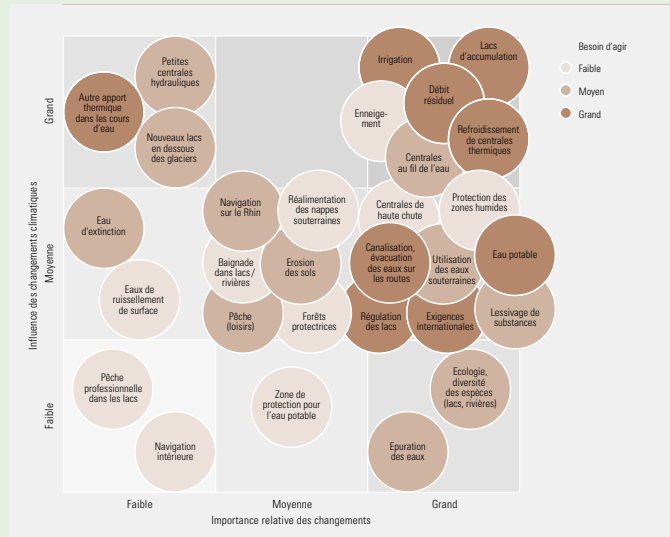 Besoin d'agir
Faible
Moyen
Grand
Influence des changements climatiques
Grand
Moyenne
Faible
Petites
centrales
hydrauliques
Autre apport
thermique
dans les cours
d'eau
Nouveaux lacs
en dessous
des glaciers
Irrigation
Lacs
d'accumulation
Débit
résiduel
Enneige-
ment
Refroidissement
de centrales
thermiques
Centrales
au fil de l'eau
Eau
d'extinction
Eaux de
ruissellement
de surface
Navigation
sur le Rhin
Réalimentation
des nappes
souterraines
Baignade
dans lacs/
rivières
Erosion
des sols
Pêche
(loisirs)
Forêts
protectrices
Centrales de
haute chute
Protection des
zones humides
Canalisation,
évacuation
des eaux sur
les routes
Utilisation
des eaux
souterraines
Eau potable
Régulation
des lacs
Exigences
internationales
Lessivage de
substances
Pêche
professionnelle
dans les lacs
Navigation
intérieure
Zone de
protection pour
l'eau potable
Ecologie,
diversité
des espèces
(lacs, rivières)
Epuration
des eaux
Faible
Moyenne
Grand
Importance relative des changements